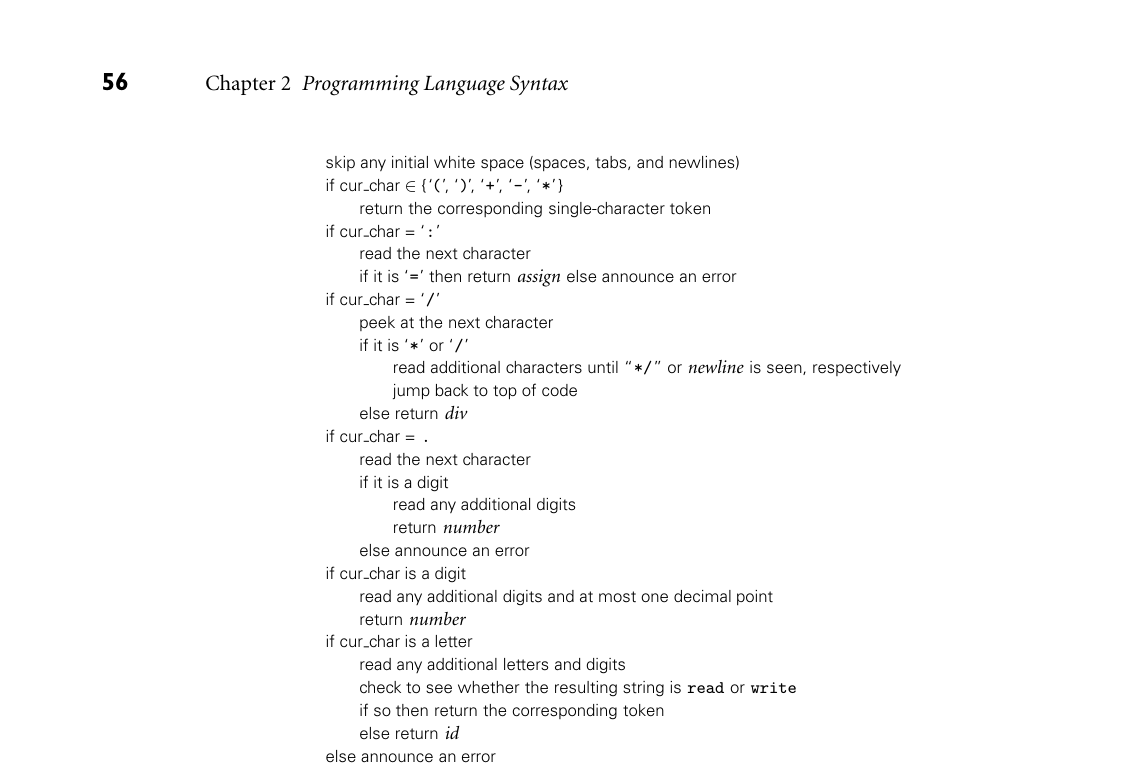 56 Chapter 2 Programming Language Syntax
skip any initial white space (spaces, tabs, and newlines)
if cur_char ∈ {‘(’, ‘)’, ‘+’, ‘-’, ‘*’}
return the corresponding single-character token
if cur_char = ‘:’
read the next character
if it is ‘=’ then return assign else announce an error
if cur_char = ‘/’
peek at the next character
if it is ‘*’ or ‘/’
read additional characters until “*/” or newline is seen, respectively
jump back to top of code
else return div
if cur_char = .
read the next character
if it is a digit
read any additional digits
return number
else announce an error
if cur_char is a digit
read any additional digits and at most one decimal point
return number
if cur_char is a letter
read any additional letters and digits
check to see whether the resulting string is read or write
if so then return the corresponding token
else return id
else announce an error